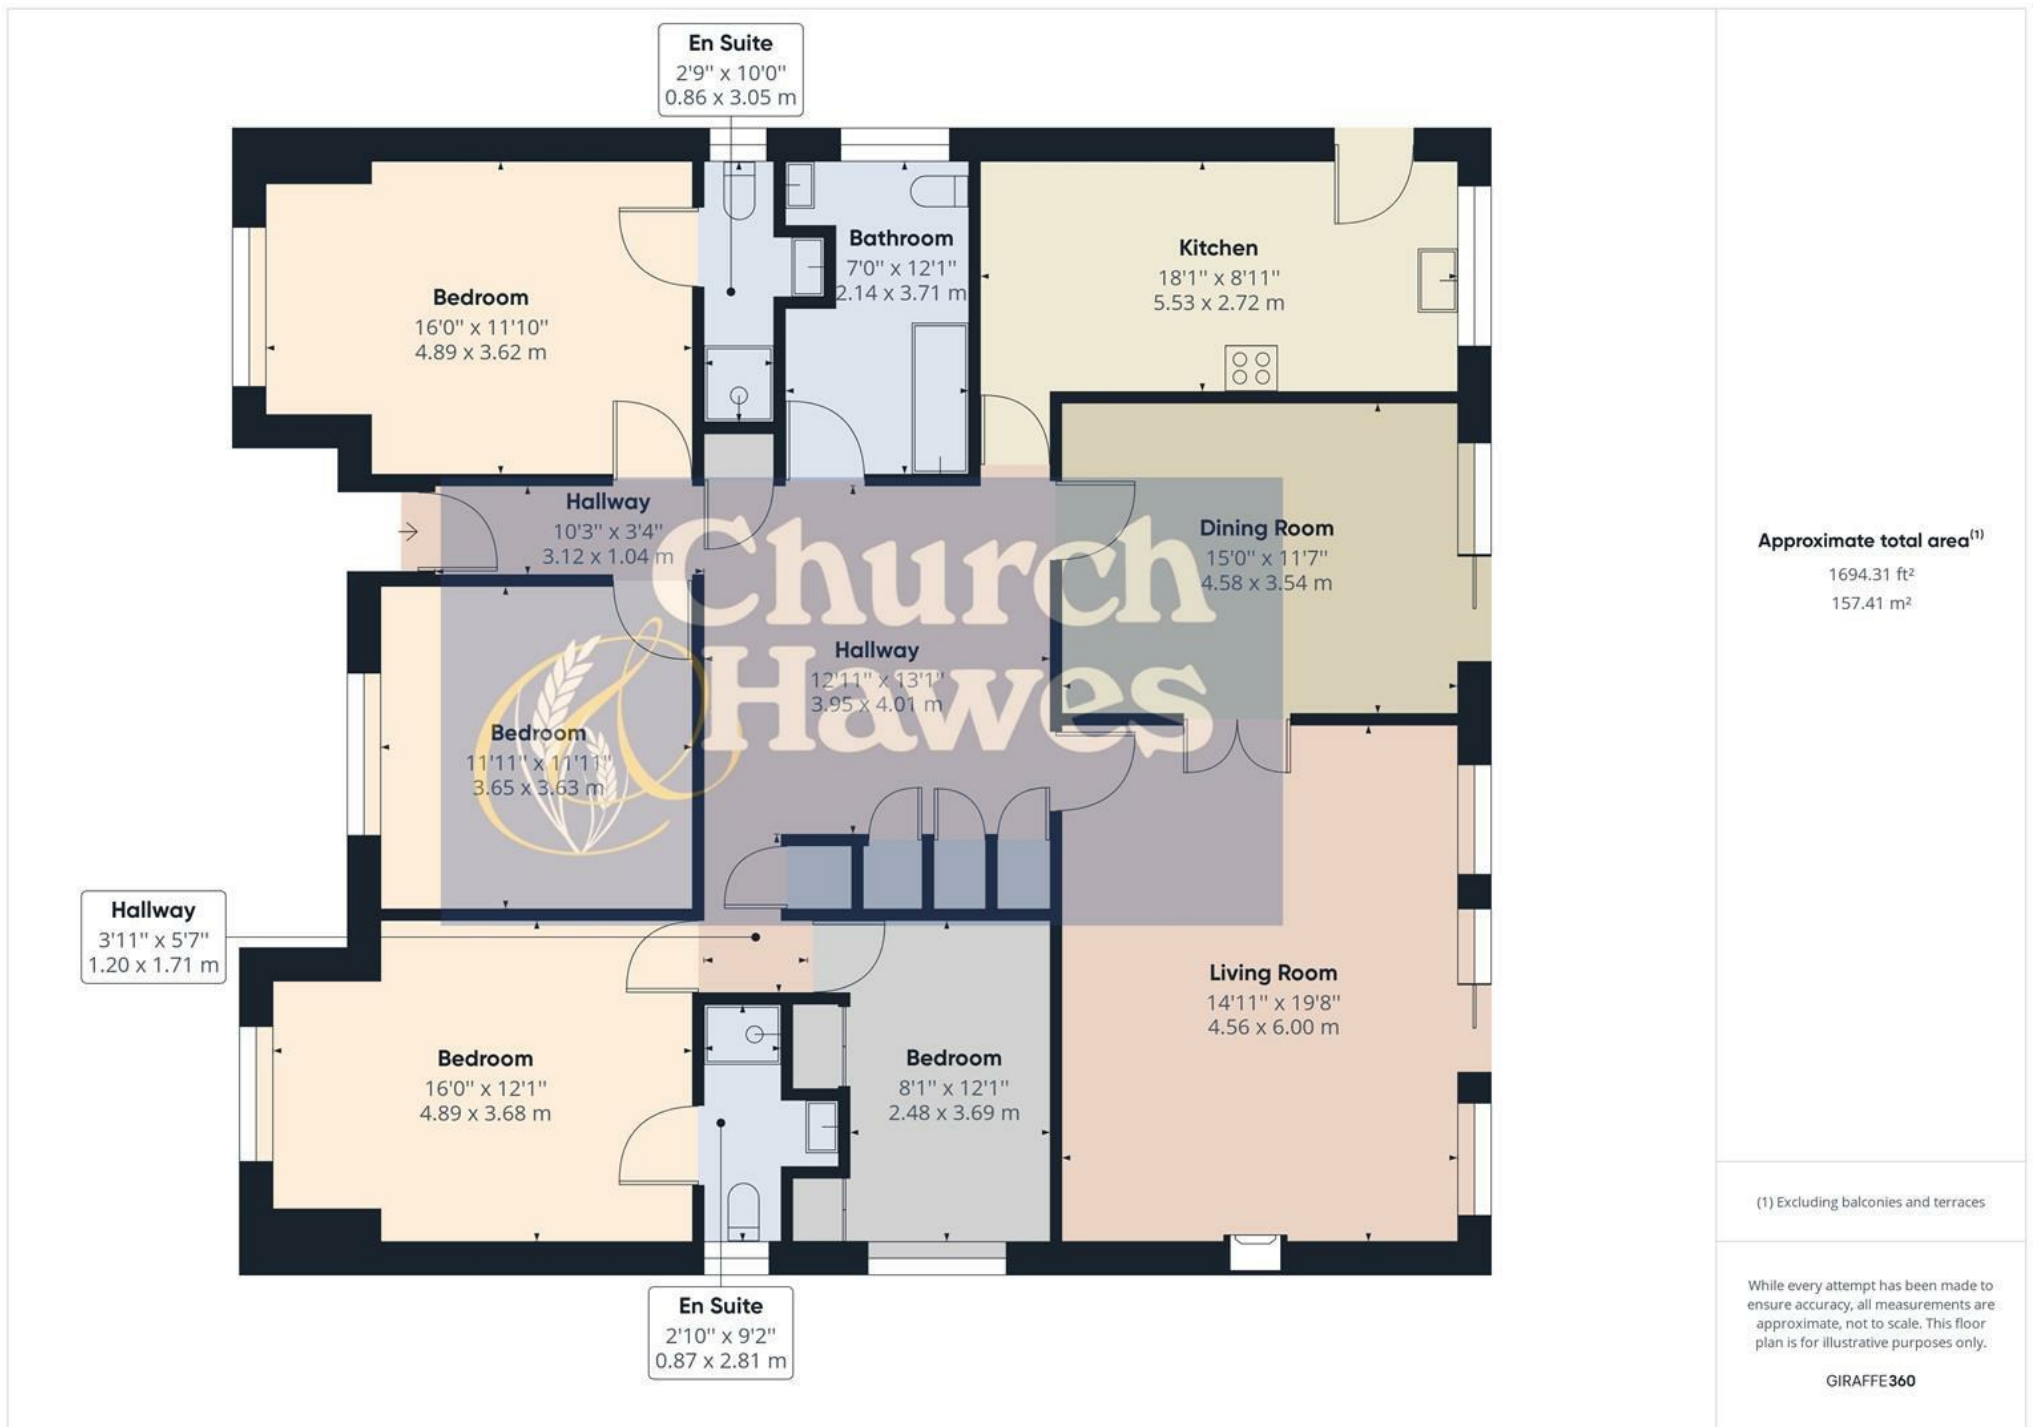 En Suite
2'9" x 10'0"
0.86 x 3.05 m
Bathroom
7'0" x 12'1"
2.14 x 3.71 m
Kitchen
18'1" x 8'11"
5.53 x 2.72 m
Bedroom
16'0" x 11'10"
4.89 x 3.62 m
Hallway
10'3" x 3'4"
3.12 x 1.04 m
Dining Room
15'0" x 11'7"
4.58 x 3.54 m
Church
& Hawes
Hallway
12'11" x 13'1"
3.95 x 4.01 m
Bedroom
11'11" x 11'11"
3.65 x 3.63 m
Hallway
3'11" x 5'7"
1.20 x 1.71 m
Living Room
14'11" x 19'8"
4.56 x 6.00 m
Bedroom
16'0" x 12'1"
4.89 x 3.68 m
Bedroom
8'1" x 12'1"
2.48 x 3.69 m
En Suite
2'10" x 9'2"
0.87 x 2.81 m
Approximate total area(1)
1694.31 ft²
157.41 m²
(1) Excluding balconies and terraces
While every attempt has been made to
ensure accuracy, all measurements are
approximate, not to scale. This floor
plan is for illustrative purposes only.
GIRAFFE360